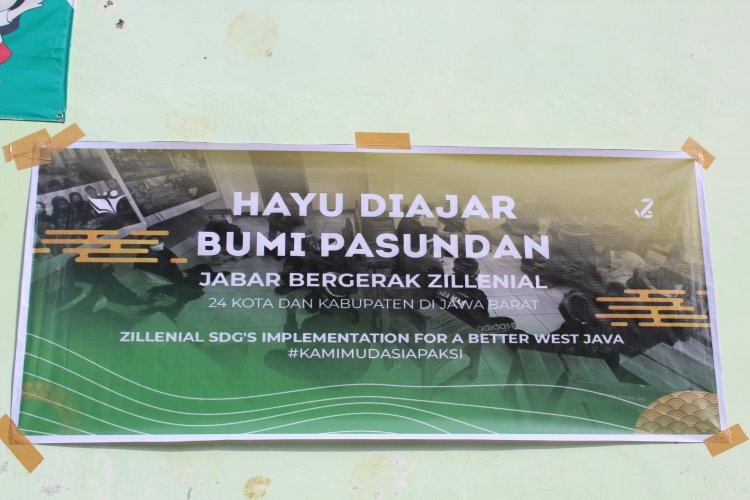 HAYU DIAJAR
BUMI PASUNDAN
JABAR BERGERAK ZILLENIAL
24 KOTA DAN KABUPATEN DI JAWA BARAT
ZILLENIAL SDG'S IMPLEMENTATION FOR A BETTER WEST JAVA
#KAMIMUDASIAPAKSI
adidas